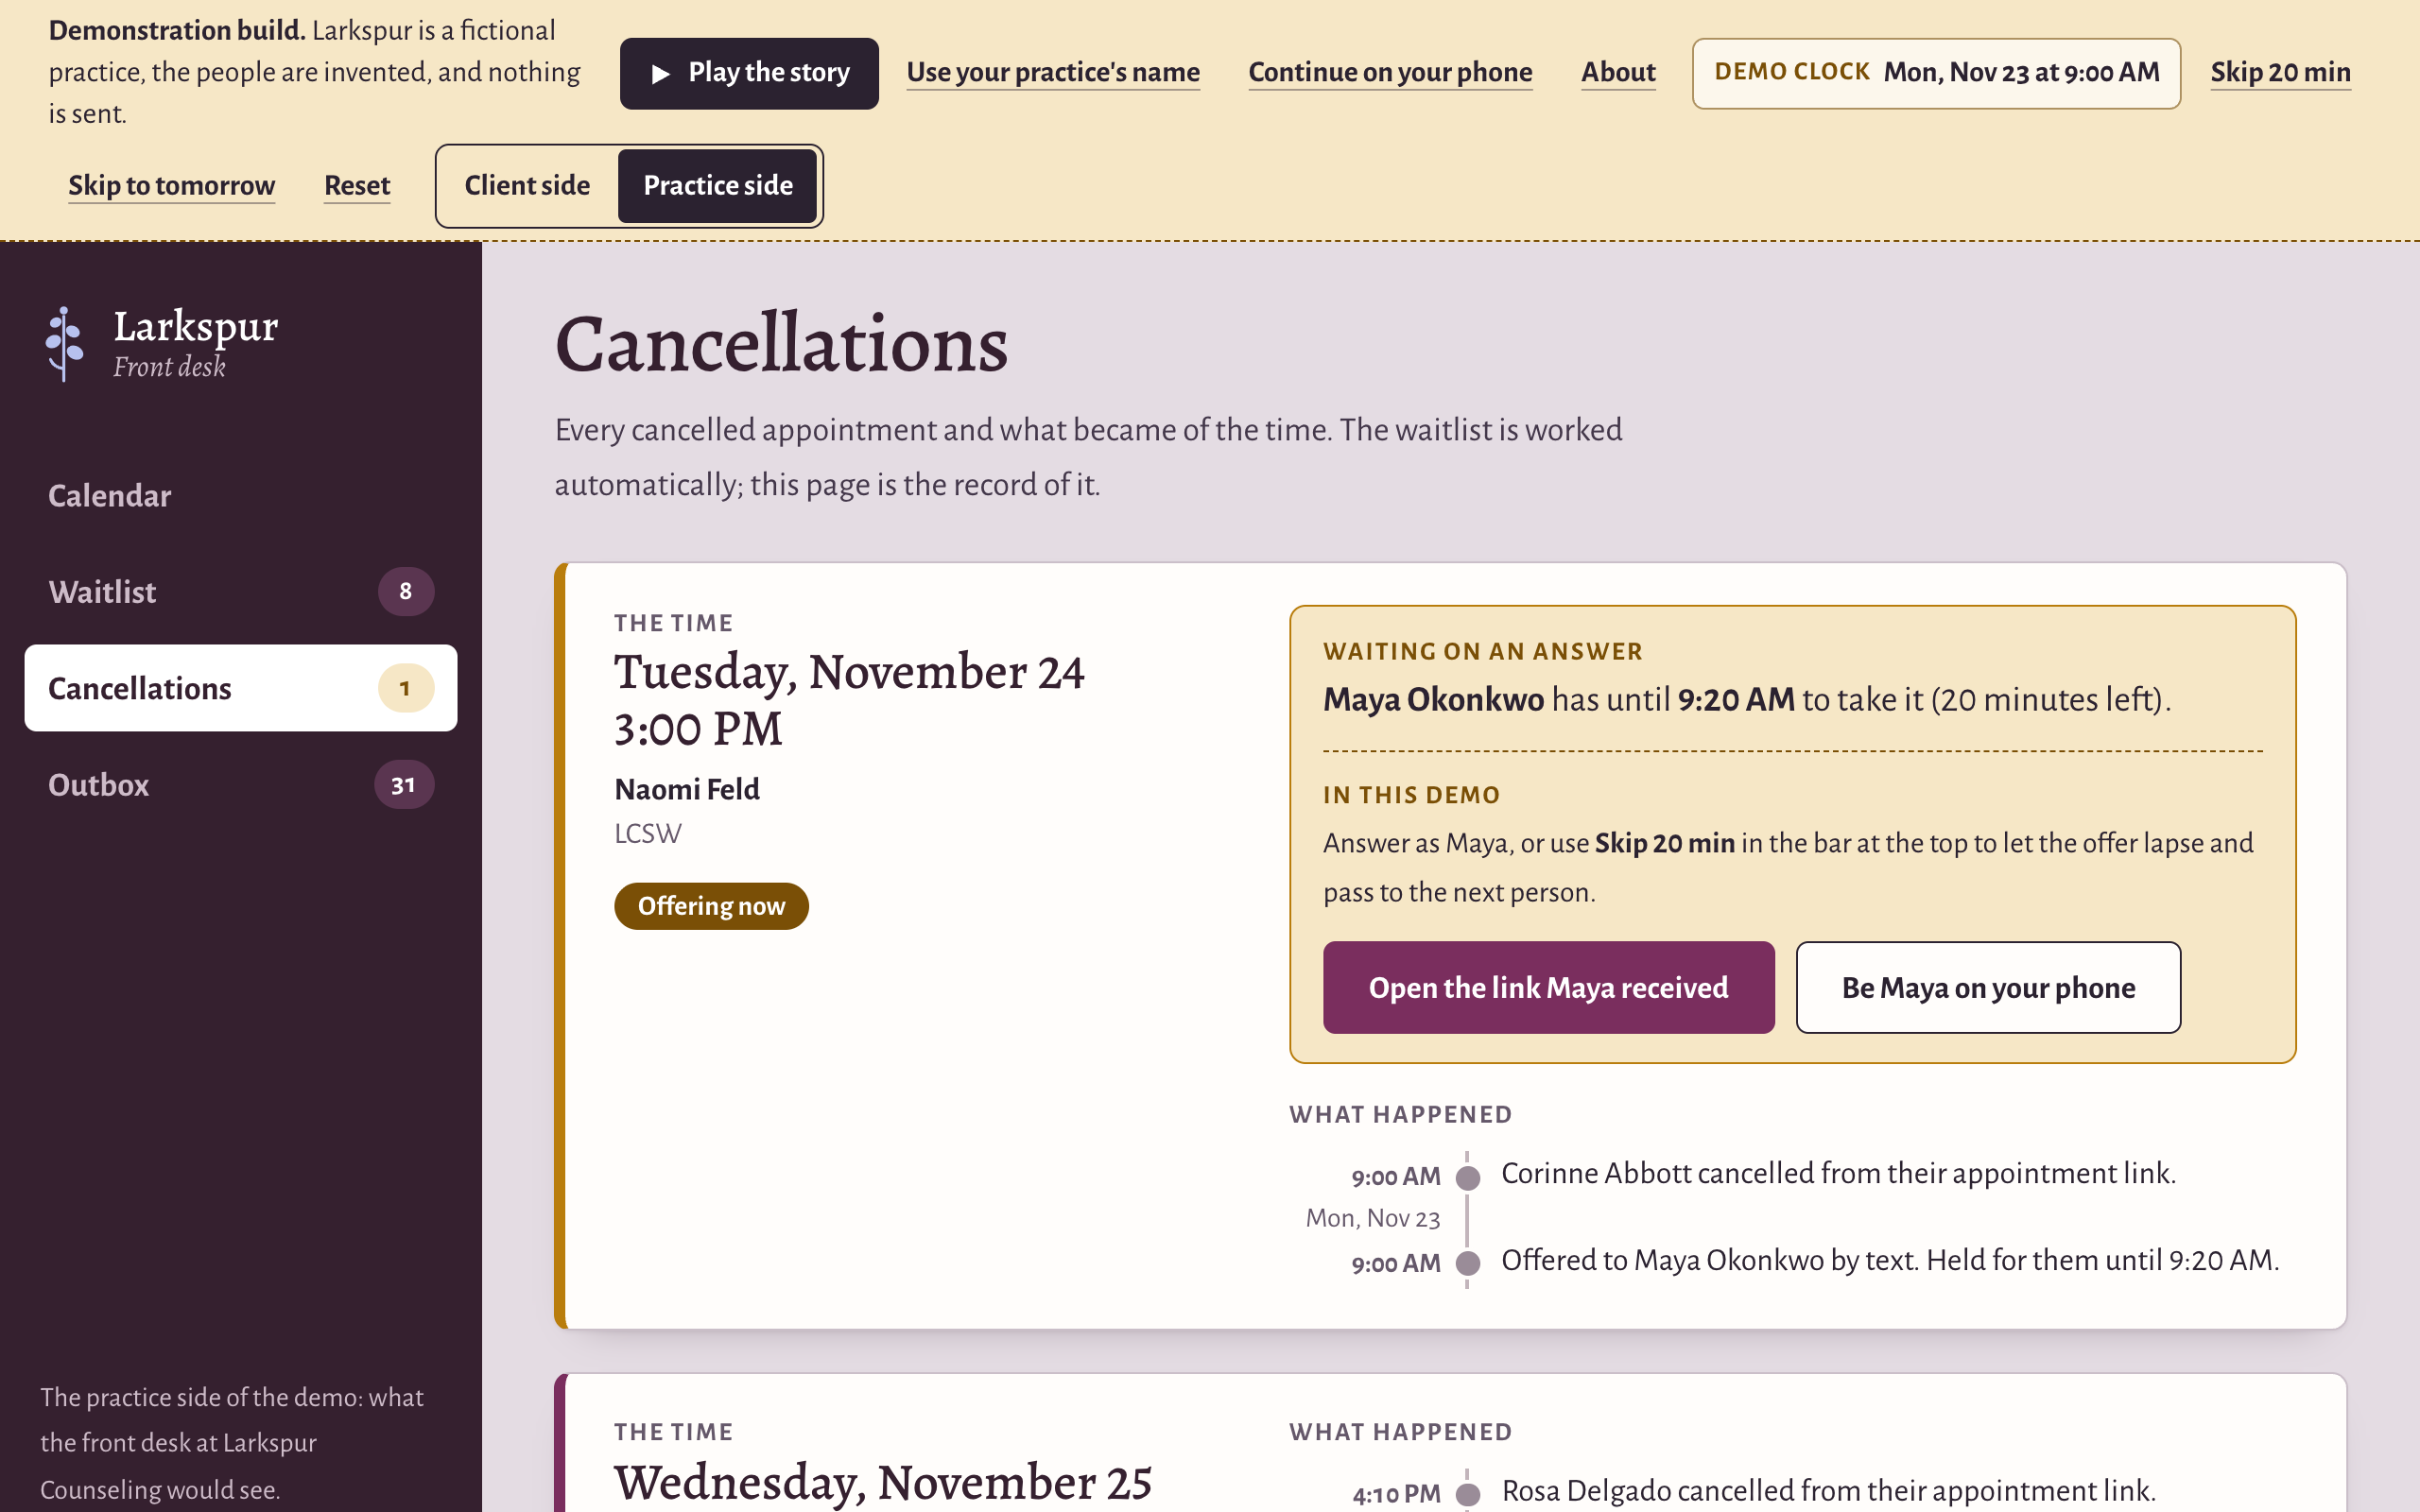 Demonstration build. Larkspur is a fictional
practice, the people are invented, and nothing
is sent.
Play the story
Use your practice's name
Continue on your phone
About
DEMO CLOCK Mon, Nov 23 at 9:00 AM
Skip 20 min
Skip to tomorrow
Reset
Client side
Practice side
Larkspur
Front desk
Calendar
Waitlist 8
Cancellations 1
Outbox 31
The practice side of the demo: what
the front desk at Larkspur
Counseling would see.
Cancellations
Every cancelled appointment and what became of the time. The waitlist is worked
automatically; this page is the record of it.
THE TIME
Tuesday, November 24
3:00 PM
Naomi Feld
LCSW
Offering now
WAITING ON AN ANSWER
Maya Okonkwo has until 9:20 AM to take it (20 minutes left).
IN THIS DEMO
Answer as Maya, or use Skip 20 min in the bar at the top to let the offer lapse and
pass to the next person.
Open the link Maya received
Be Maya on your phone
WHAT HAPPENED
9:00 AM Corinne Abbott cancelled from their appointment link.
Mon, Nov 23
9:00 AM Offered to Maya Okonkwo by text. Held for them until 9:20 AM.
THE TIME
Wednesday, November 25
WHAT HAPPENED
4:10 PM Rosa Delgado cancelled from their appointment link.